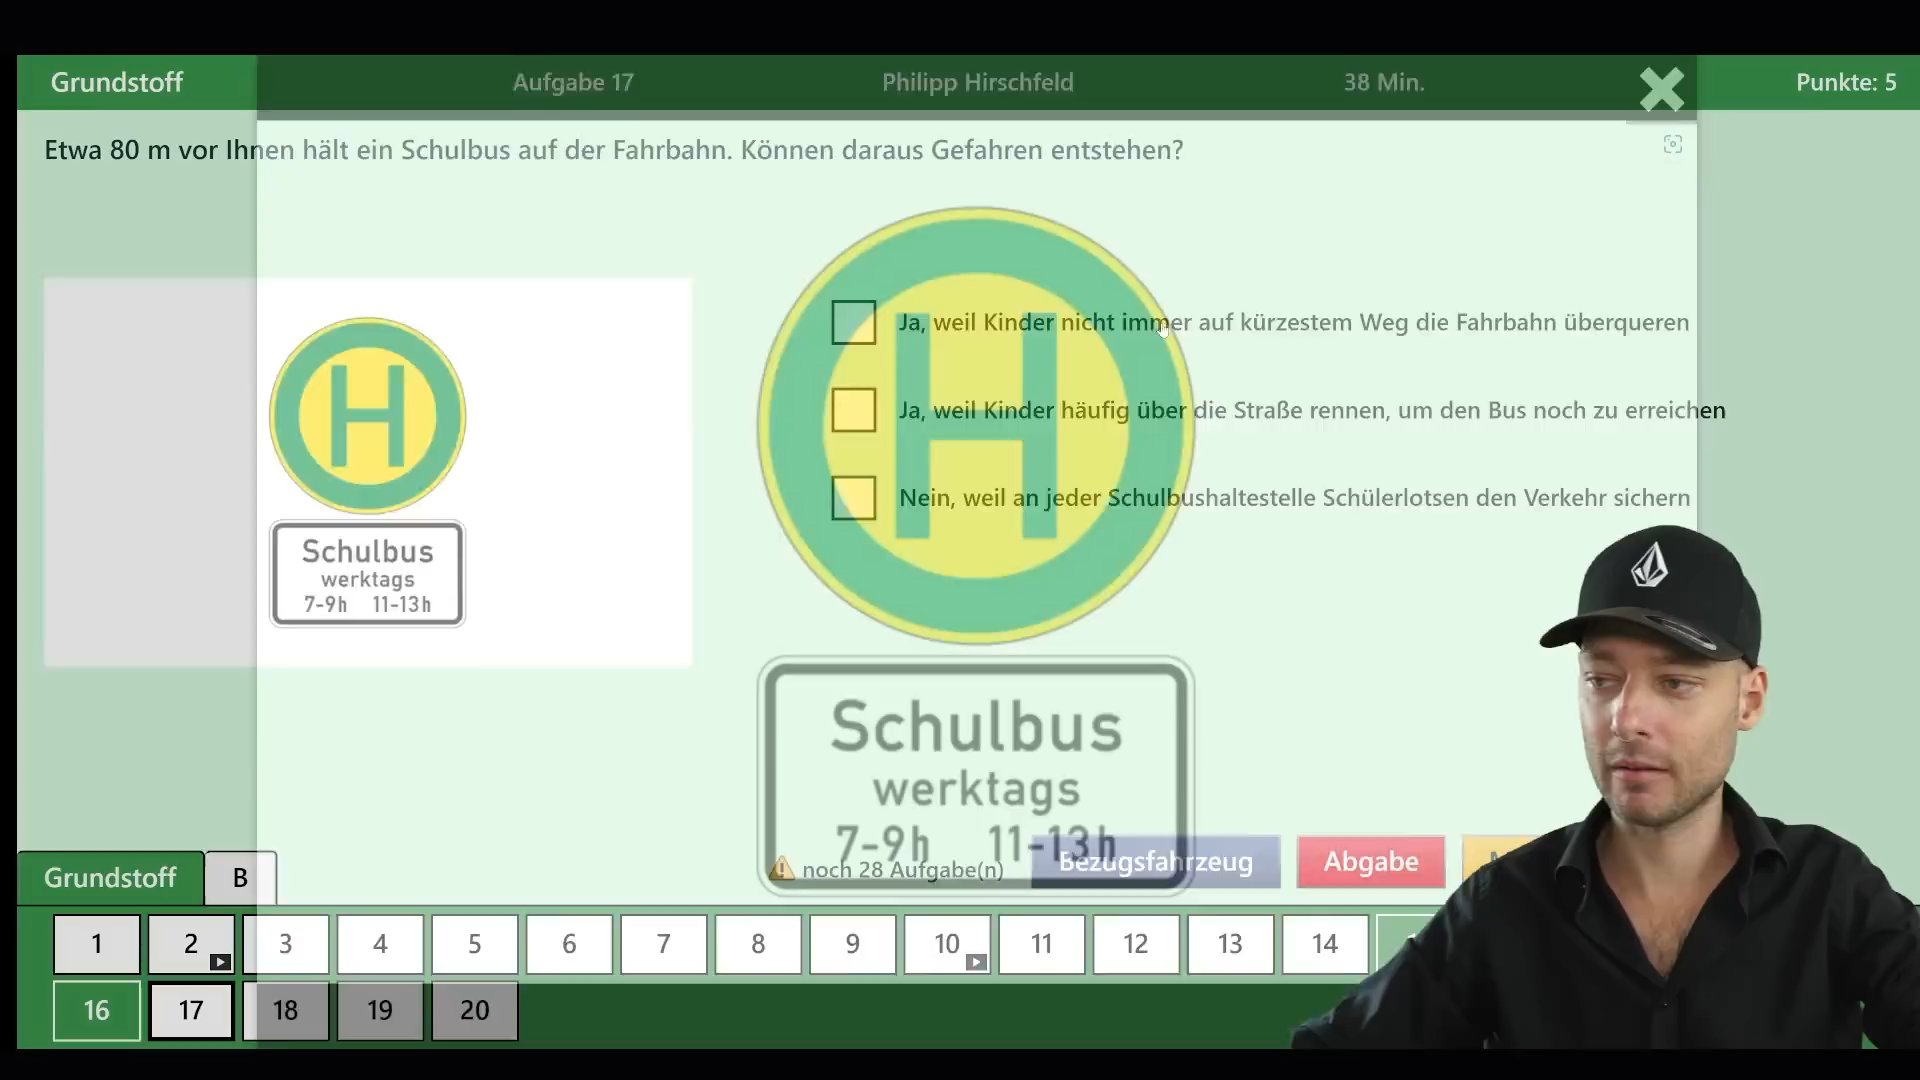 Grundstoff
Aufgabe 17
Philipp Hirschfeld
38 Min.
Punkte: 5
Etwa 80 m vor Ihnen hält ein Schulbus auf der Fahrbahn. Können daraus Gefahren entstehen?
H
Schulbus
werktags
7-9h 11-13h
Ja, weil Kinder nicht immer auf kürzestem Weg die Fahrbahn überqueren
Ja, weil Kinder häufig über die Straße rennen, um den Bus noch zu erreichen
Nein, weil an jeder Schulbushaltestelle Schülerlotsen den Verkehr sichern
H
Schulbus
werktags
7-9h 11-13h
noch 28 Aufgabe(n)
Bezugsfahrzeug
Abgabe
Grundstoff
B
1 2 3 4 5 6 7 8 9 10 11 12 13 14
16 17 18 19 20